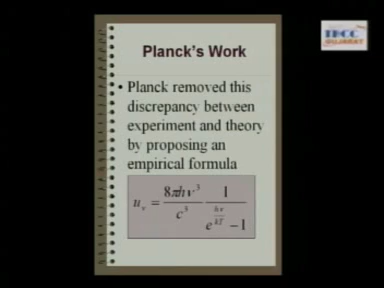 Planck's Work
• Planck removed this
discrepancy between
experiment and theory
by proposing an
empirical formula
u_ν = (8πhν³ / c³) (1 / (e^(hν/kT) − 1))